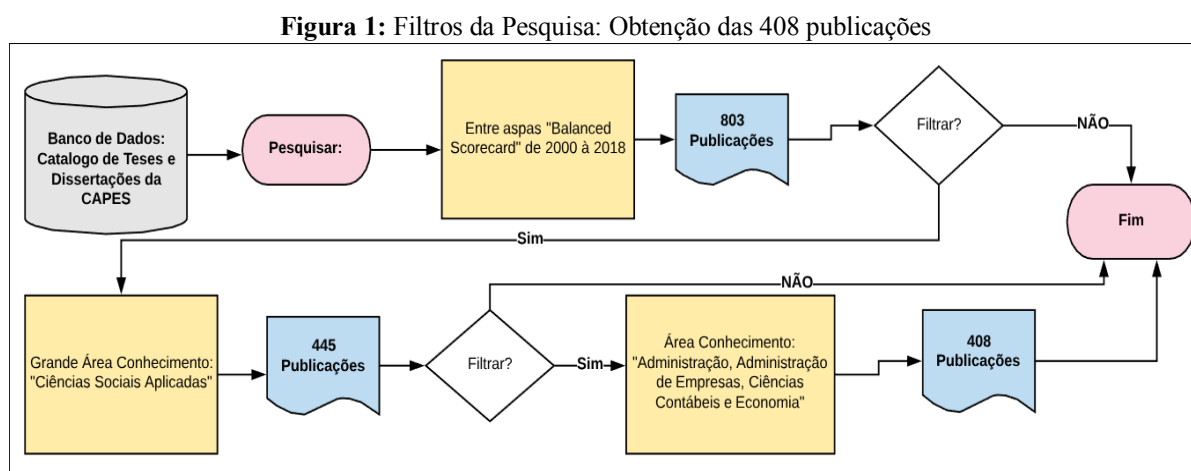 Figura 1: Filtros da Pesquisa: Obtenção das 408 publicações
Banco de Dados:
Catalogo de Teses e
Dissertações da
CAPES
Pesquisar:
Entre aspas "Balanced
Scorecard" de 2000 à 2018
803
Publicações
Filtrar?
NÃO
Fim
Sim
Grande Área Conhecimento:
"Ciências Sociais Aplicadas"
445
Publicações
Filtrar?
NÃO
Sim
Área Conhecimento:
"Administração, Administração
de Empresas, Ciências
Contábeis e Economia"
408
Publicações